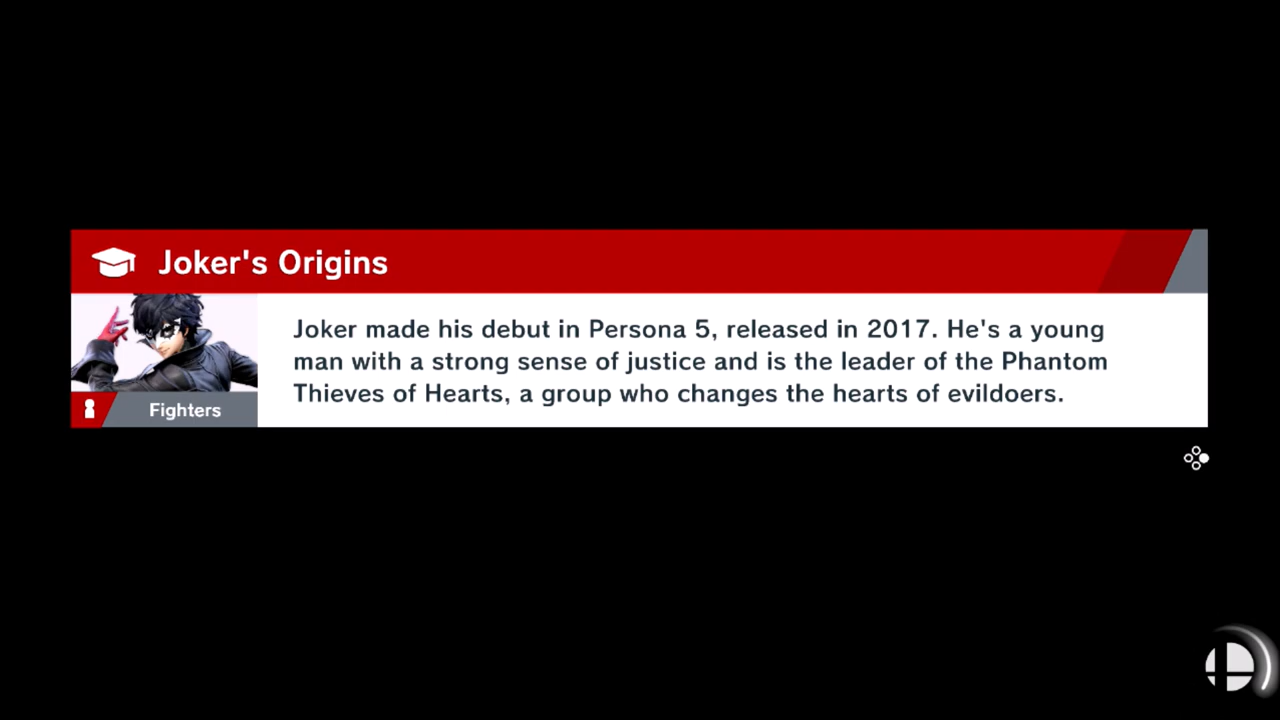 Joker's Origins
Joker made his debut in Persona 5, released in 2017. He's a young
man with a strong sense of justice and is the leader of the Phantom
Thieves of Hearts, a group who changes the hearts of evildoers.
Fighters